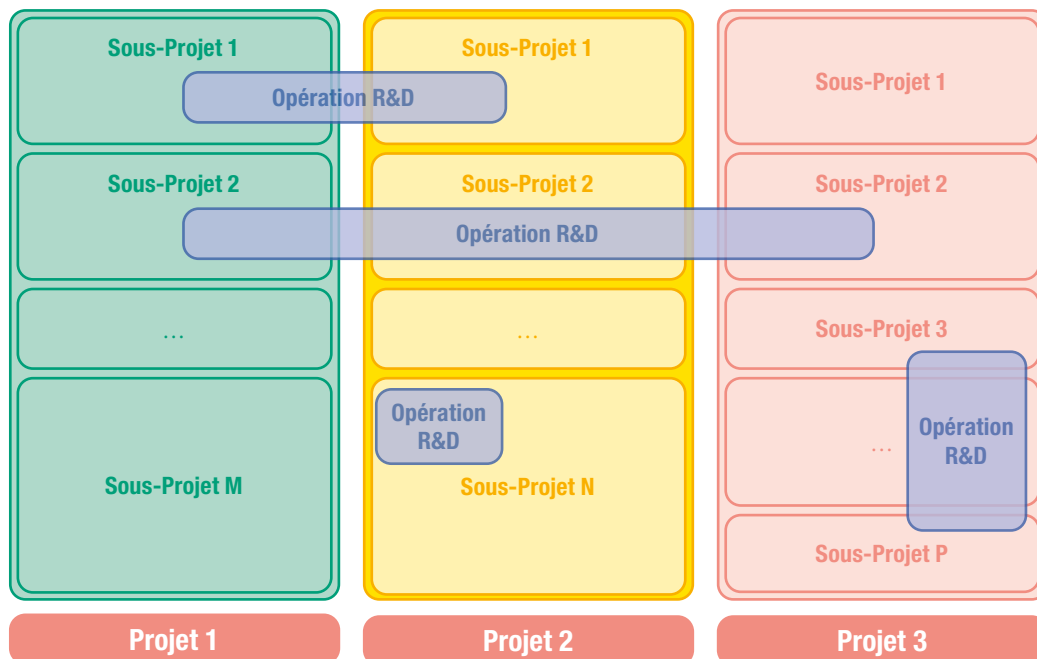 Sous-Projet 1
Sous-Projet 1
Sous-Projet 1
Opération R&D
Sous-Projet 2
Sous-Projet 2
Sous-Projet 2
Opération R&D
...
...
Sous-Projet 3
Opération
R&D
Opération
R&D
...
Sous-Projet M
Sous-Projet N
Sous-Projet P
Projet 1
Projet 2
Projet 3